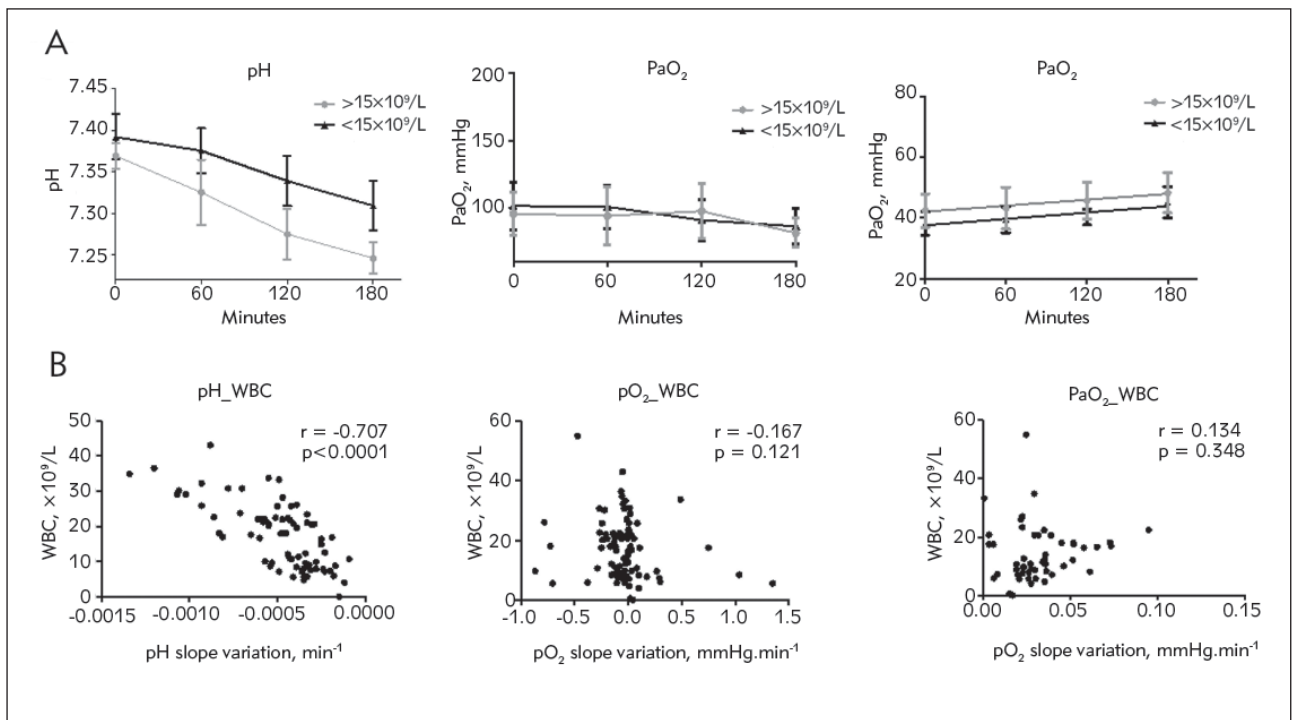 A
pH
7.45
7.40
7.35
7.30
7.25
pH
0 60 120 180
Minutes
>15×10⁹/L
<15×10⁹/L
PaO₂
200
150
100
PaO₂, mmHg
0 60 120 180
Minutes
>15×10⁹/L
<15×10⁹/L
PaO₂
80
60
40
20
PaO₂, mmHg
0 60 120 180
Minutes
>15×10⁹/L
<15×10⁹/L
B
pH_WBC
r = -0.707
p<0.0001
50
40
30
20
10
0
WBC, ×10⁹/L
-0.0015 -0.0010 -0.0005 0.0000
pH slope variation, min⁻¹
pO₂_WBC
r = -0.167
p = 0.121
60
40
20
0
WBC, ×10⁹/L
-1.0 -0.5 0.0 0.5 1.0 1.5
pO₂ slope variation, mmHg.min⁻¹
PaO₂_WBC
r = 0.134
p = 0.348
60
40
20
0
WBC, ×10⁹/L
0.00 0.05 0.10 0.15
pO₂ slope variation, mmHg.min⁻¹